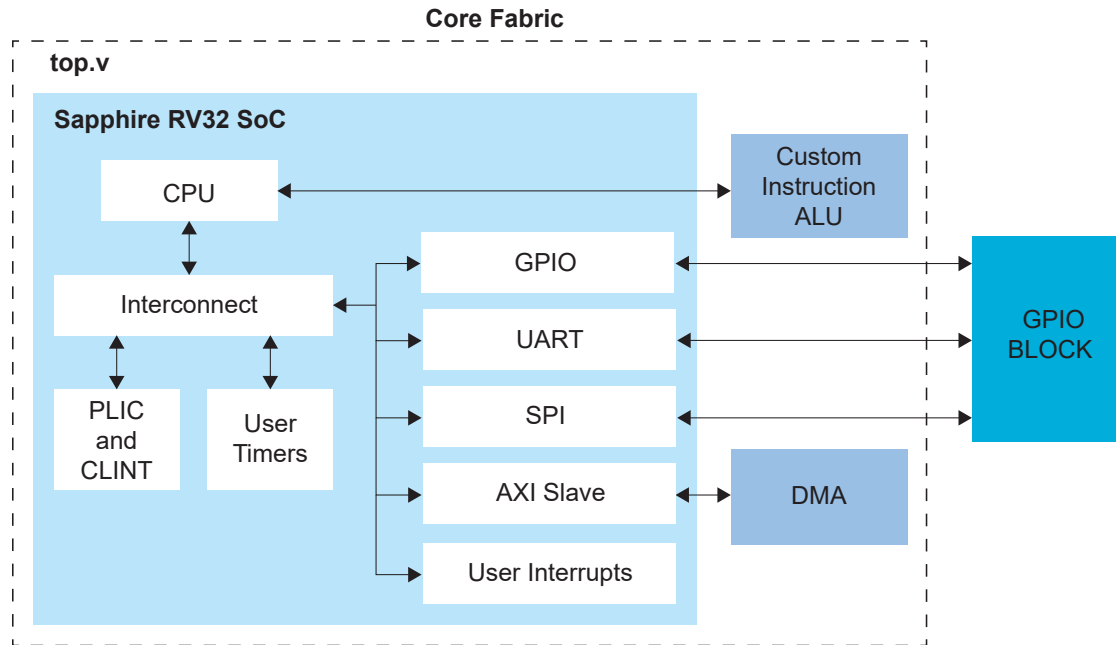 Core Fabric
top.v
Sapphire RV32 SoC
CPU
Custom
Instruction
ALU
GPIO
Interconnect
UART
GPIO
BLOCK
PLIC
and
CLINT
User
Timers
SPI
AXI Slave
DMA
User Interrupts